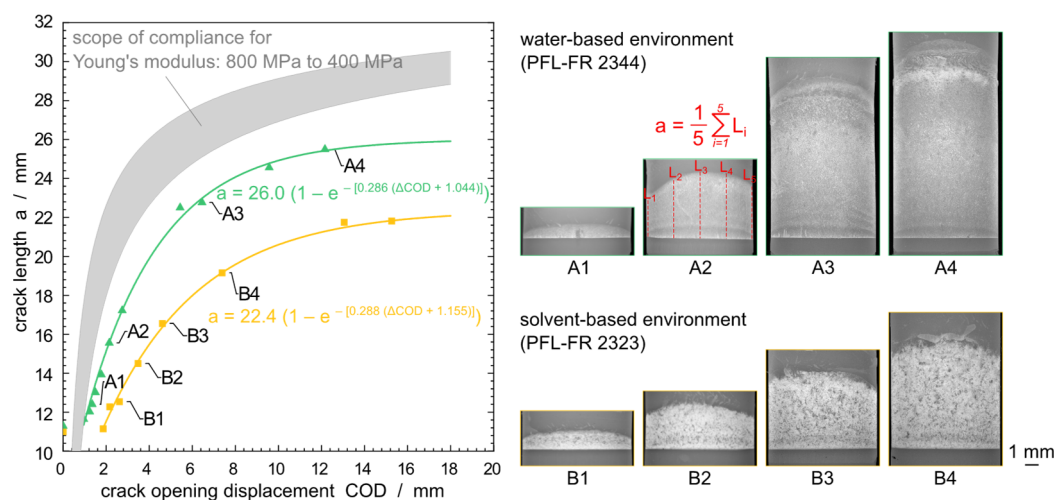 scope of compliance for
Young's modulus: 800 MPa to 400 MPa
crack length a / mm
32
30
28
26
24
22
20
18
16
14
12
10
0
2
4
6
8
10
12
14
16
18
20
crack opening displacement COD / mm
A1
A2
A3
A4
a = 26.0 (1 – e – [0.286 (ΔCOD + 1.044)])
B1
B2
B3
B4
a = 22.4 (1 – e – [0.288 (ΔCOD + 1.155)])
water-based environment
(PFL-FR 2344)
a = 1/5 5∑i=1 Li
L1
L2
L3
L4
A1
A2
A3
A4
solvent-based environment
(PFL-FR 2323)
B1
B2
B3
B4
1 mm